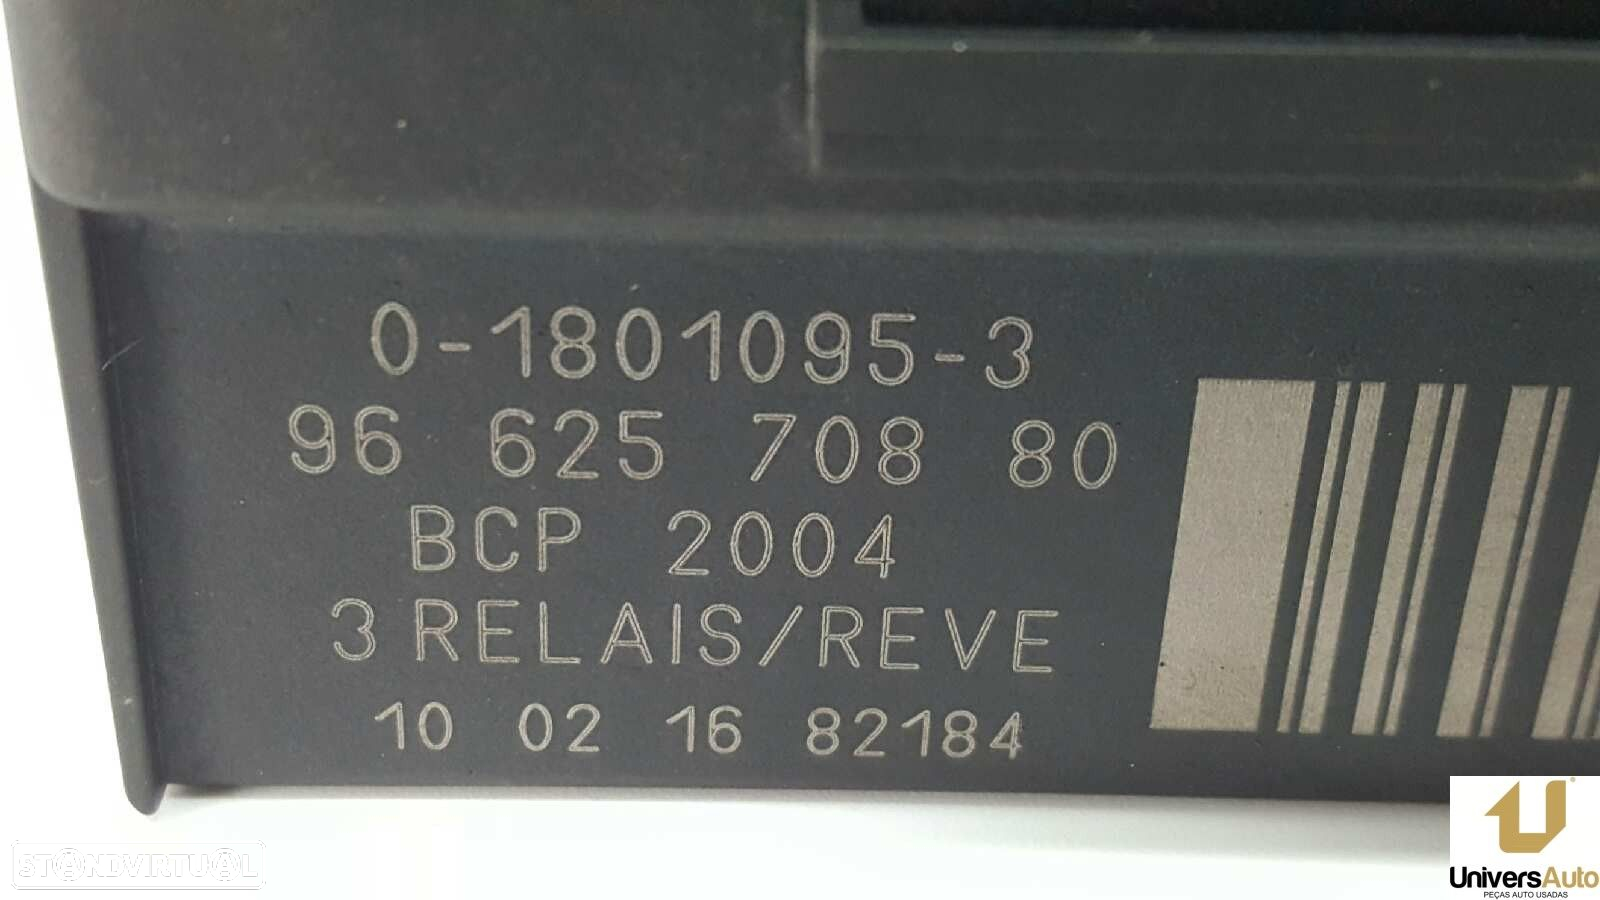 0-1801095-3
96 625 708 80
BCP 2004
3 RELAIS/REVE
10 02 16 82184
STANDVIRTUAL
UniversAuto
PEÇAS AUTO USADAS